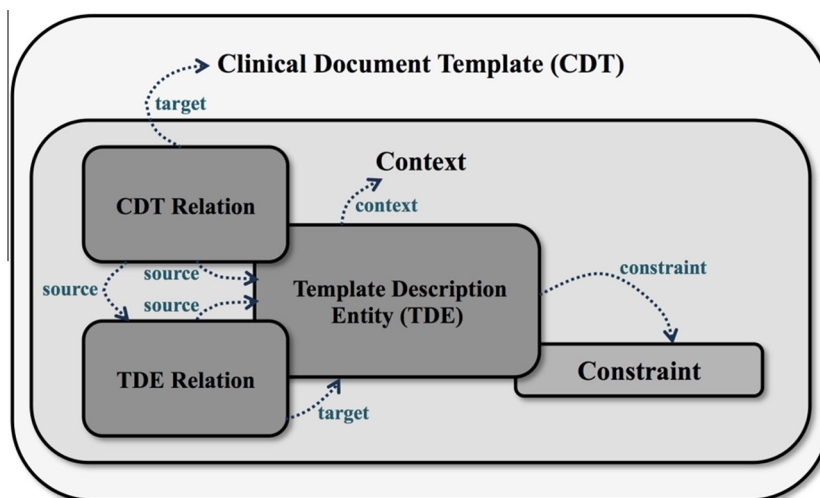 Clinical Document Template (CDT)
target
Context
CDT Relation
context
source
source
source
constraint
Template Description
Entity (TDE)
TDE Relation
Constraint
target